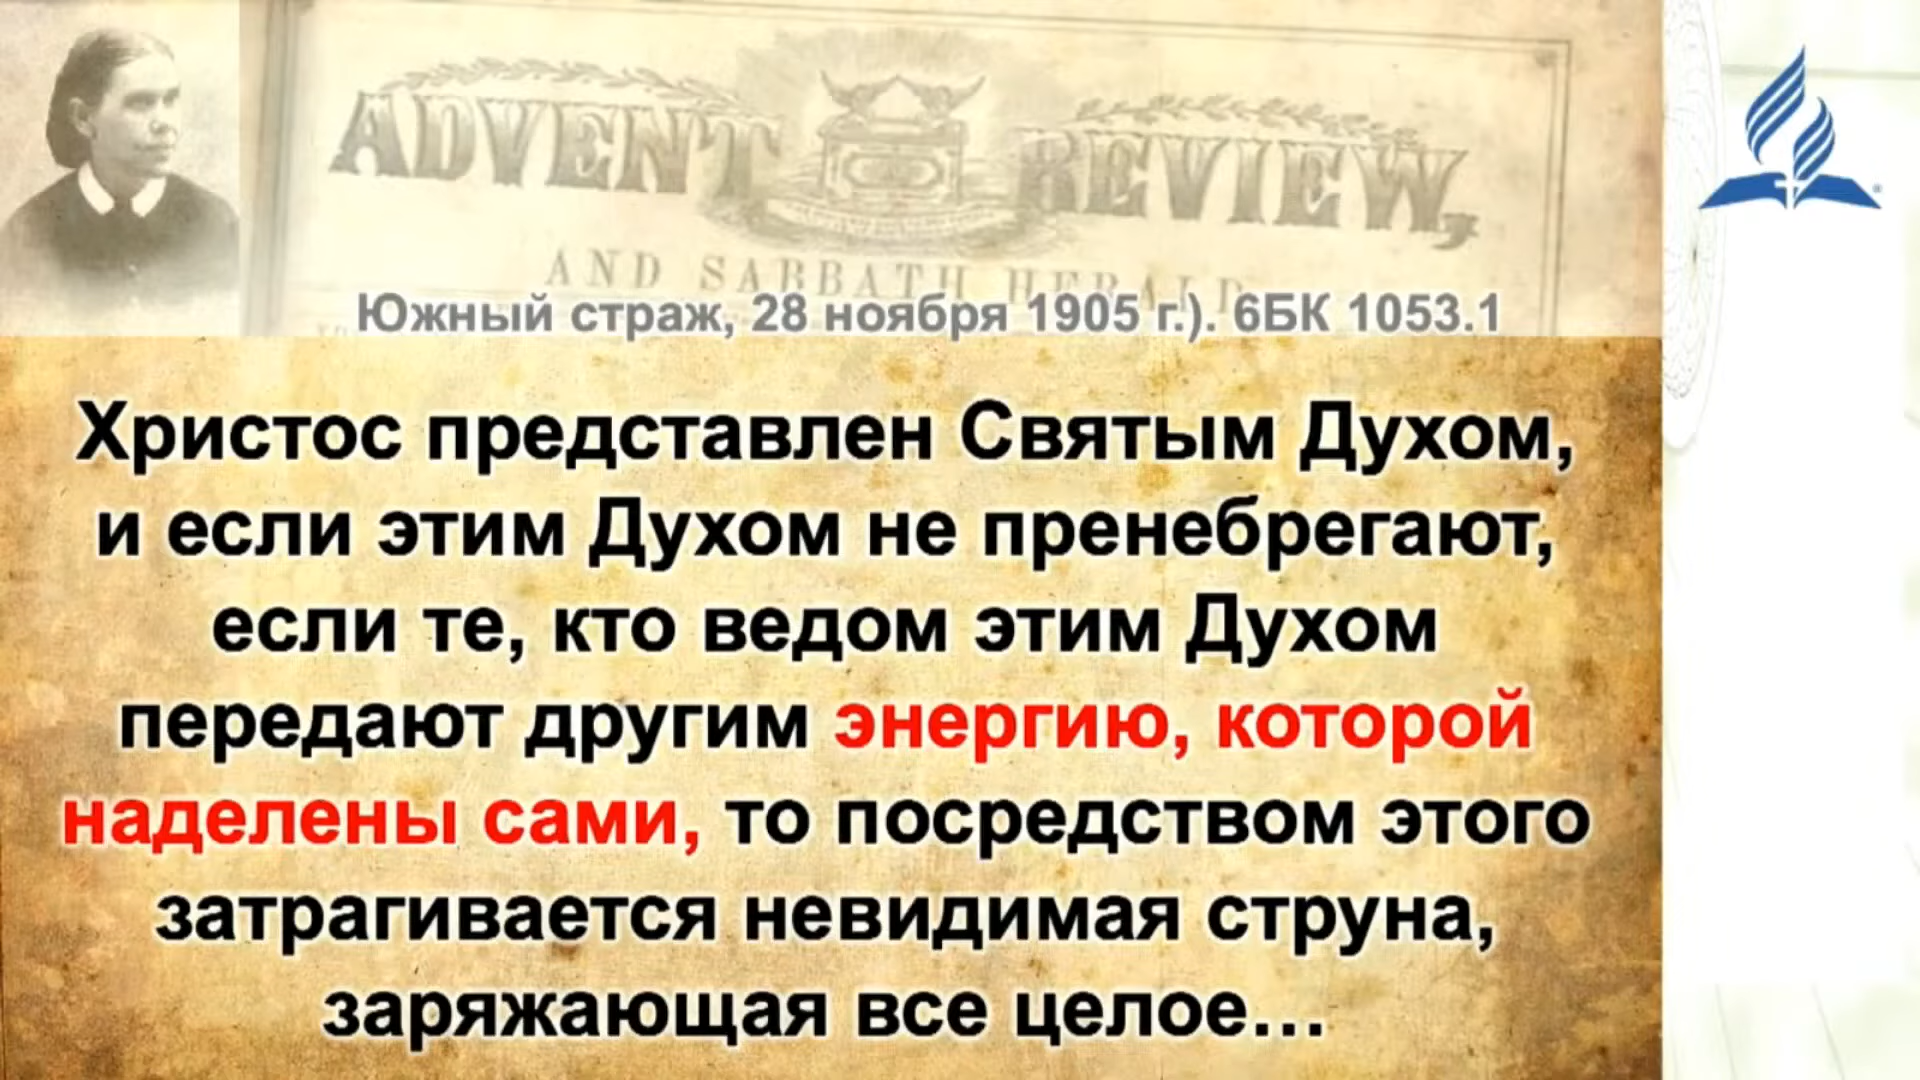 ADVENT REVIEW,
AND SABBATH HERALD
Южный страж, 28 ноября 1905 г.). 6БК 1053.1
Христос представлен Святым Духом,
и если этим Духом не пренебрегают,
если те, кто ведом этим Духом
передают другим энергию, которой
наделены сами, то посредством этого
затрагивается невидимая струна,
заряжающая все целое...